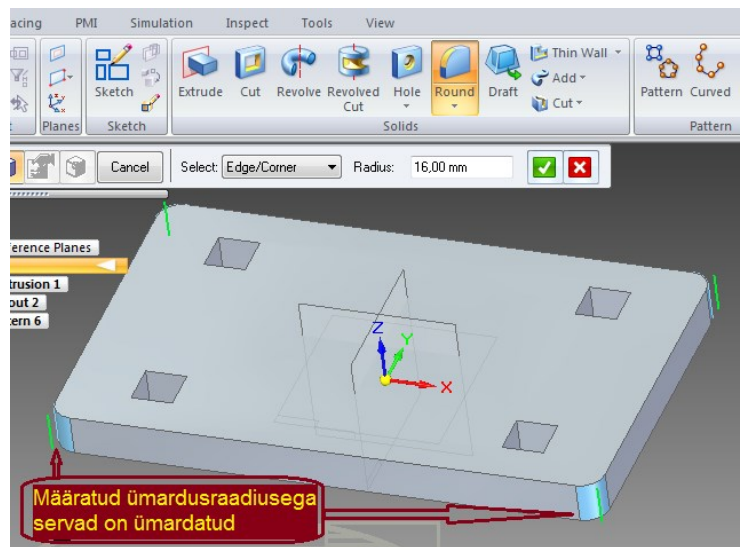 acing PMI Simulation Inspect Tools View
Sketch
Extrude Cut Revolve Revolved Cut Hole Round Draft
Thin Wall
Add
Cut
Pattern Curved
Planes Sketch Solids Pattern
Cancel Select: Edge/Corner Radius: 16,00 mm
ference Planes
trusion 1
out 2
tern 6
Z
Y
X
Määratud ümardusraadiusega
servad on ümardatud